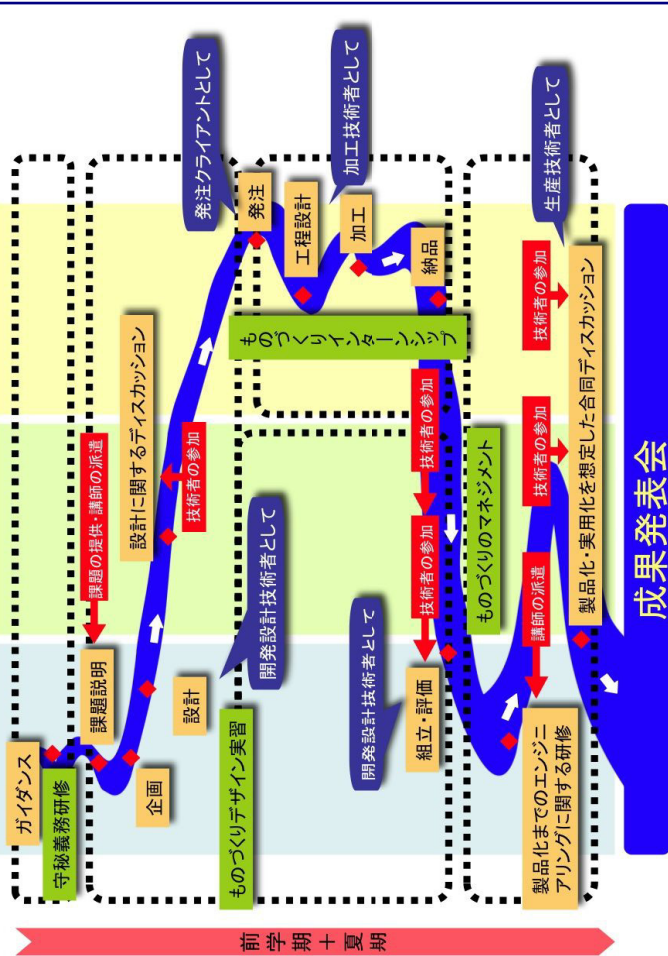 ガイダンス
守秘義務研修
課題の提供・講師の派遣
課題説明
企画
設計に関するディスカッション
技術者の参加
設計
開発設計技術者として
ものづくりデザイン実習
発注クライアントとして
発注
工程設計
加工技術者として
加工
納品
ものづくりインターンシップ
技術者の参加
技術者の参加
開発設計技術者として
組立・評価
ものづくりのマネジメント
講師の派遣
製品化までのエンジニ
アリングに関する研修
技術者の参加
技術者の参加
生産技術者として
製品化・実用化を想定した合同ディスカッション
成果発表会
前学期＋夏期